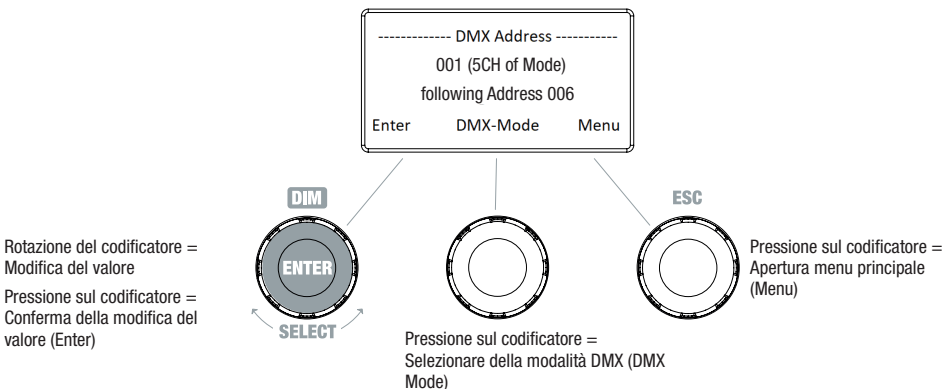 ------------- DMX Address -----------
001 (5CH of Mode)
following Address 006
Enter DMX-Mode Menu
DIM
ESC
ENTER
SELECT
Rotazione del codificatore =
Modifica del valore
Pressione sul codificatore =
Conferma della modifica del
valore (Enter)
Pressione sul codificatore =
Selezionare della modalità DMX (DMX
Mode)
Pressione sul codificatore =
Apertura menu principale
(Menu)